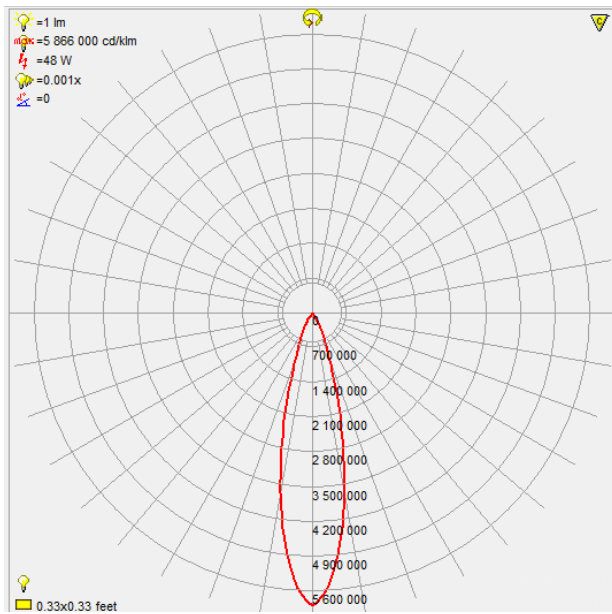 =1 lm
max=5 866 000 cd/klm
=48 W
=0.001x
=0
C
0
700 000
1 400 000
2 100 000
2 800 000
3 500 000
4 200 000
4 900 000
5 600 000
0.33x0.33 feet